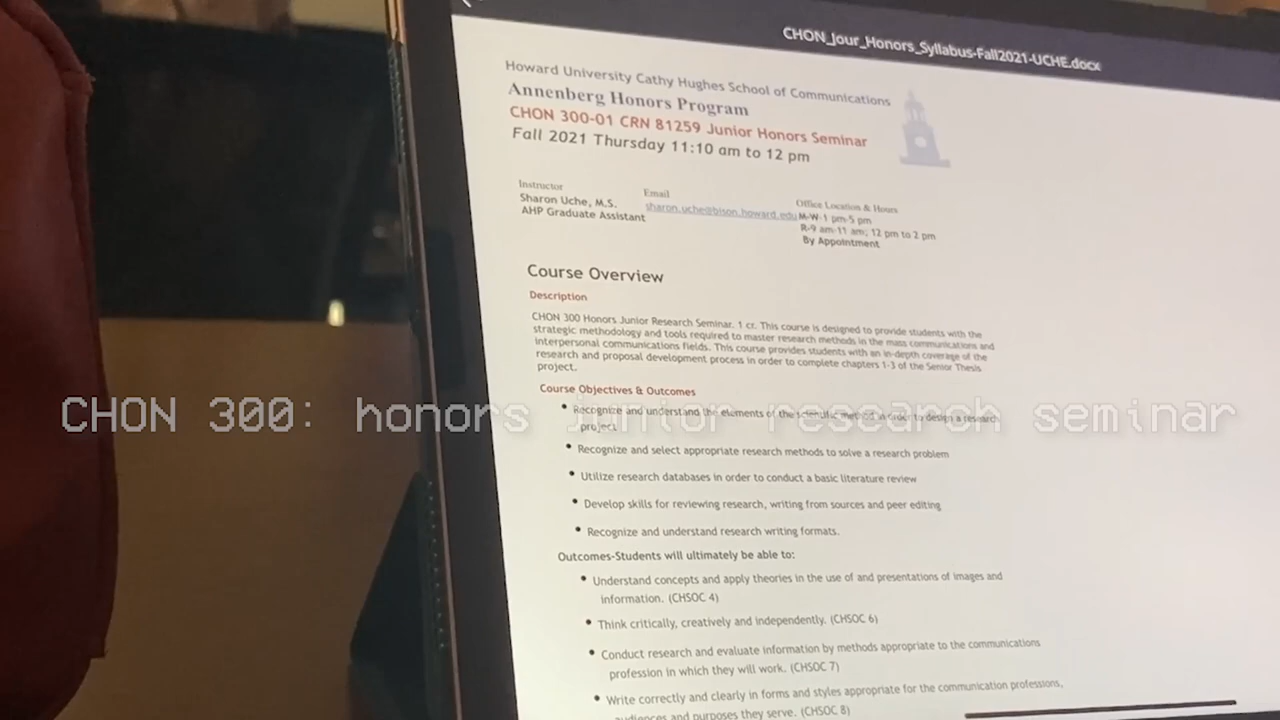 CHON_Jour_Honors_Syllabus-Fall2021-UCHE.docx
Howard University Cathy Hughes School of Communications
Annenberg Honors Program
CHON 300-01 CRN 81259 Junior Honors Seminar
Fall 2021 Thursday 11:10 am to 12 pm
Instructor
Sharon Uche, M.S.
AHP Graduate Assistant
Email
sharon.uche@bison.howard.edu
Office Location & Hours
M-W-1 pm-5 pm
R-9 am-11 am; 12 pm to 2 pm
By Appointment
Course Overview
Description
CHON 300 Honors Junior Research Seminar. 1 cr. This course is designed to provide students with the
strategic methodology and tools required to master research methods in the mass communications and
interpersonal communications fields. This course provides students with an in-depth coverage of the
research and proposal development process in order to complete chapters 1-3 of the Senior Thesis
project.
Course Objectives & Outcomes
• Recognize and understand the elements of the scientific method in order to design a research
project
CHON 300: honors junior research seminar
• Recognize and select appropriate research methods to solve a research problem
• Utilize research databases in order to conduct a basic literature review
• Develop skills for reviewing research, writing from sources and peer editing
• Recognize and understand research writing formats.
Outcomes-Students will ultimately be able to:
• Understand concepts and apply theories in the use of and presentations of images and
information. (CHSOC 4)
• Think critically, creatively and independently. (CHSOC 6)
• Conduct research and evaluate information by methods appropriate to the communications
profession in which they will work. (CHSOC 7)
• Write correctly and clearly in forms and styles appropriate for the communication professions,
audiences and purposes they serve. (CHSOC 8)